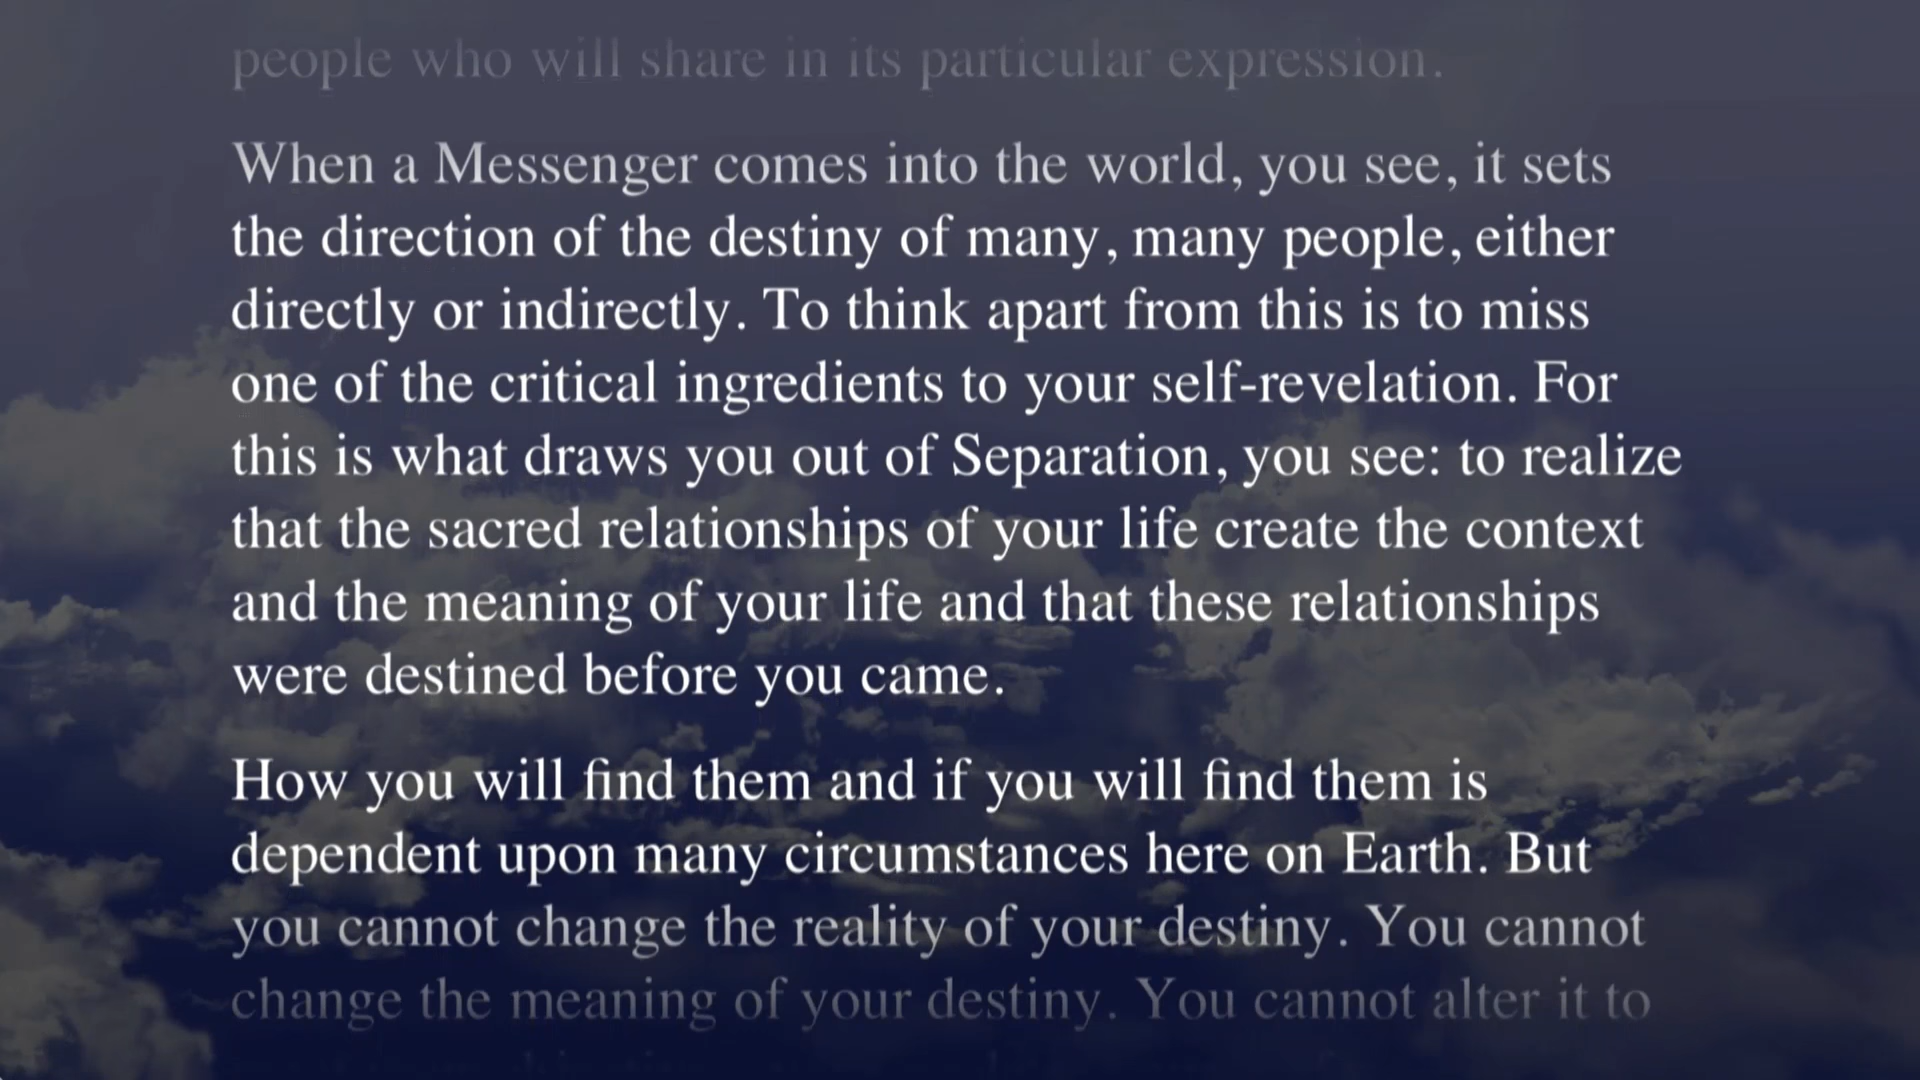 people who will share in its particular expression.
When a Messenger comes into the world, you see, it sets
the direction of the destiny of many, many people, either
directly or indirectly. To think apart from this is to miss
one of the critical ingredients to your self-revelation. For
this is what draws you out of Separation, you see: to realize
that the sacred relationships of your life create the context
and the meaning of your life and that these relationships
were destined before you came.
How you will find them and if you will find them is
dependent upon many circumstances here on Earth. But
you cannot change the reality of your destiny. You cannot
change the meaning of your destiny. You cannot alter it to